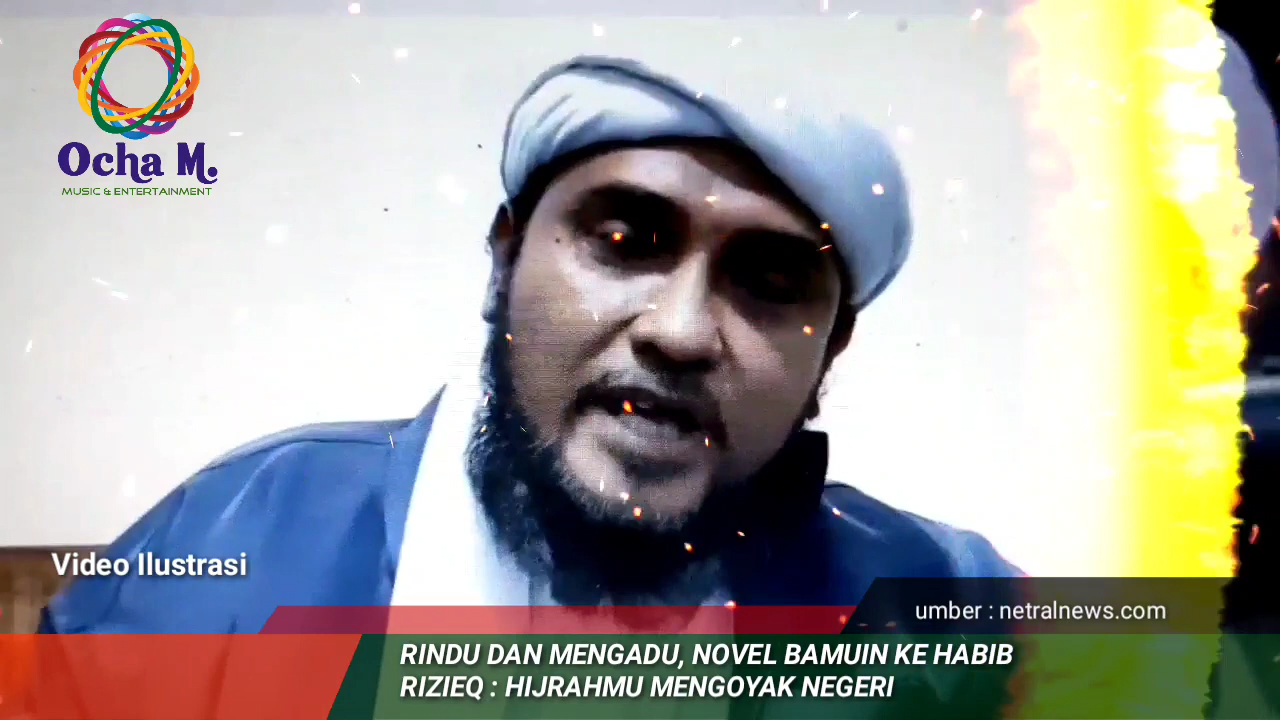 Ocha M.
MUSIC & ENTERTAINMENT
Video Ilustrasi
umber : netralnews.com
RINDU DAN MENGADU, NOVEL BAMUIN KE HABIB
RIZIEQ : HIJRAHMU MENGOYAK NEGERI